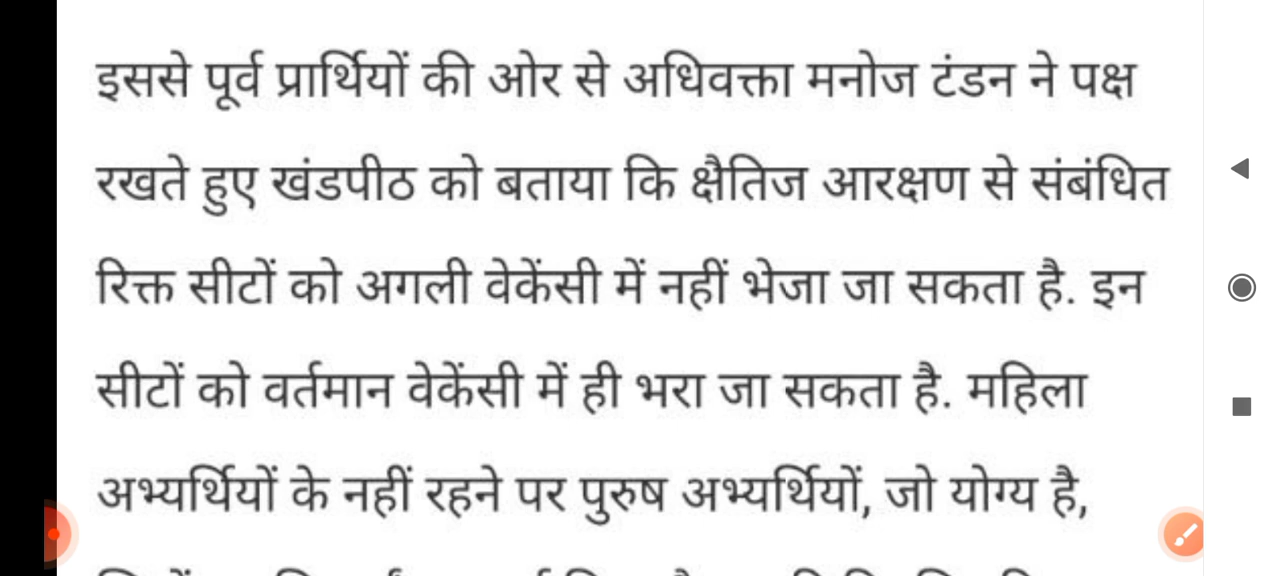 इससे पूर्व प्रार्थियों की ओर से अधिवक्ता मनोज टंडन ने पक्ष
रखते हुए खंडपीठ को बताया कि क्षैतिज आरक्षण से संबंधित
रिक्त सीटों को अगली वेकेंसी में नहीं भेजा जा सकता है. इन
सीटों को वर्तमान वेकेंसी में ही भरा जा सकता है. महिला
अभ्यर्थियों के नहीं रहने पर पुरुष अभ्यर्थियों, जो योग्य है,